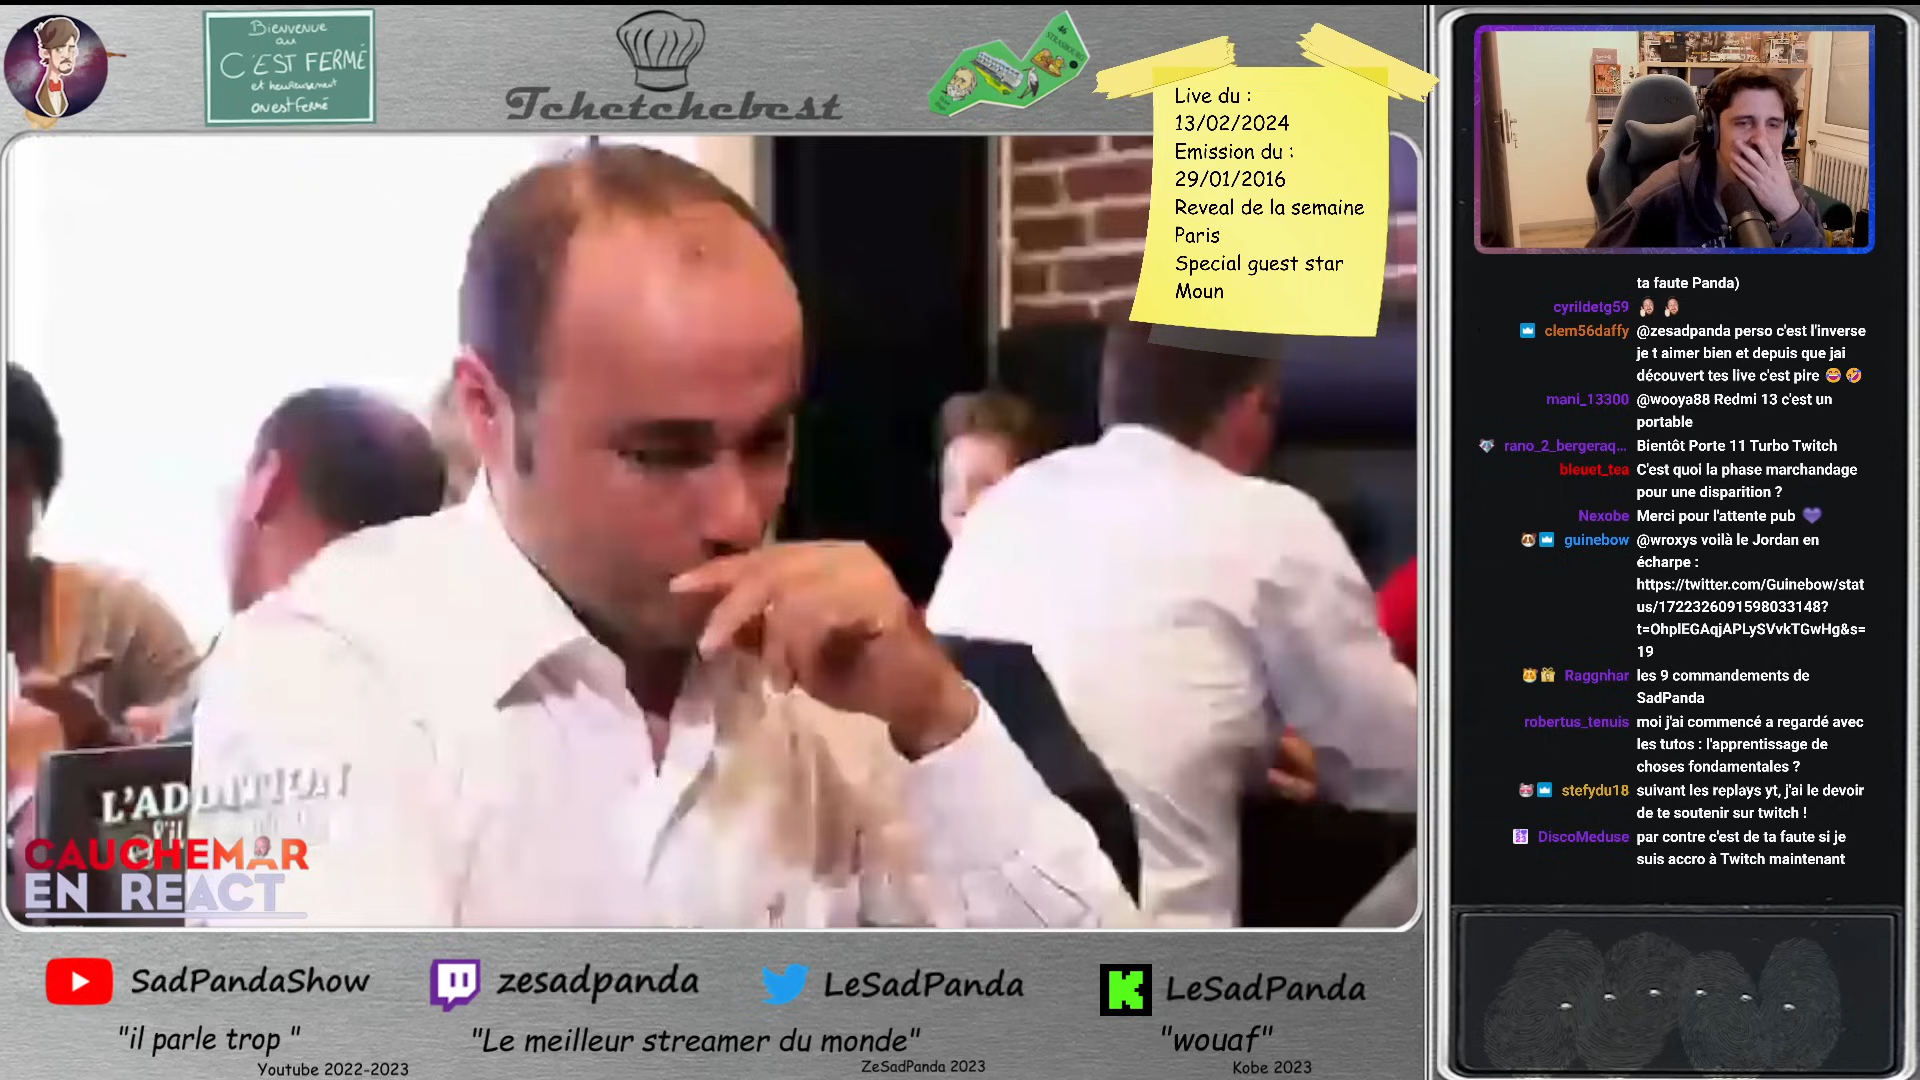 Bienvenue
au
C'EST FERMÉ
et heureusement
on est fermé
Tchetchebest
46
STRASBOURG
Live du :
13/02/2024
Emission du :
29/01/2016
Reveal de la semaine
Paris
Special guest star
Moun
L'ADDITION
CAUCHEMAR
EN REACT
SadPandaShow
"il parle trop "
Youtube 2022-2023
zesadpanda
"Le meilleur streamer du monde"
ZeSadPanda 2023
LeSadPanda
LeSadPanda
"wouaf"
Kobe 2023
ta faute Panda)
cyrildetg59
clem56daffy @zesadpanda perso c'est l'inverse
je t aimer bien et depuis que jai
découvert tes live c'est pire 😂 🤣
mani_13300 @wooya88 Redmi 13 c'est un
portable
rano_2_bergeraq... Bientôt Porte 11 Turbo Twitch
bleuet_tea C'est quoi la phase marchandage
pour une disparition ?
Nexobe Merci pour l'attente pub 💜
guinebow @wroxys voilà le Jordan en
écharpe :
https://twitter.com/Guinebow/stat
us/1722326091598033148?
t=OhplEGAqjAPLySVvkTGwHg&s=
19
Raggnhar les 9 commandements de
SadPanda
robertus_tenuis moi j'ai commencé a regardé avec
les tutos : l'apprentissage de
choses fondamentales ?
stefydu18 suivant les replays yt, j'ai le devoir
de te soutenir sur twitch !
DiscoMeduse par contre c'est de ta faute si je
suis accro à Twitch maintenant